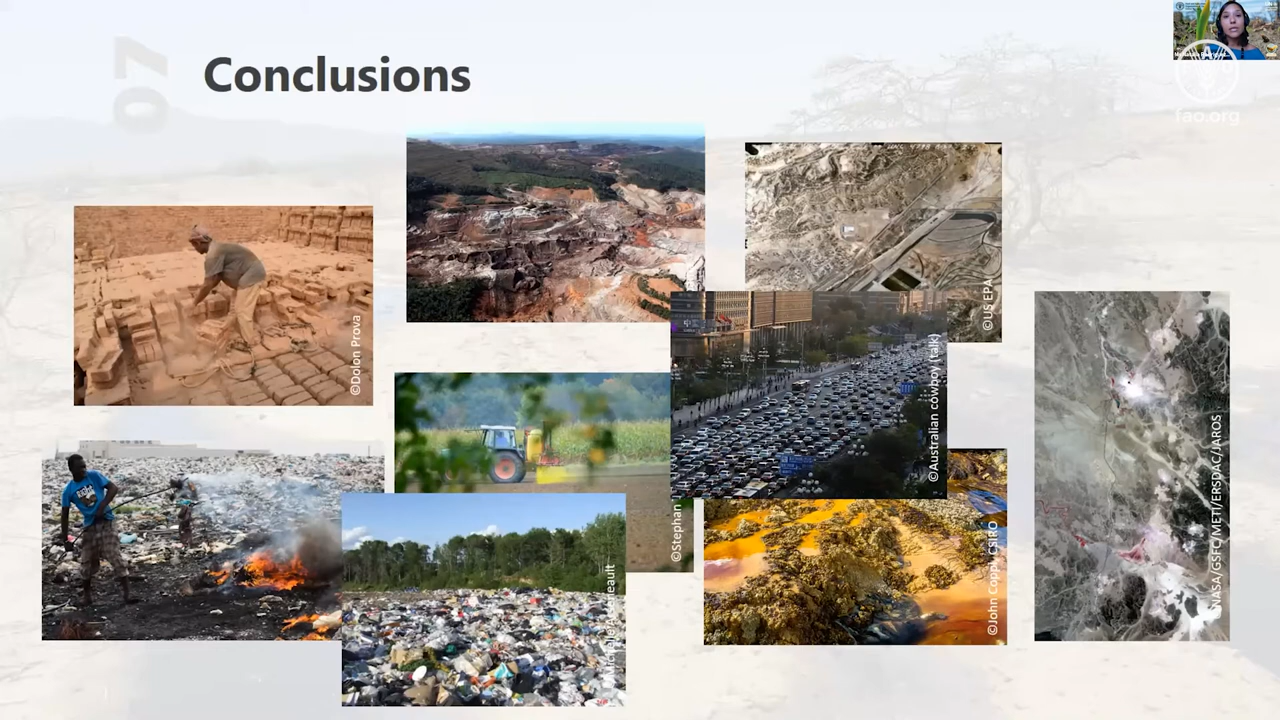 07
Conclusions
fao.org
©Dolon Prova
©US EPA
©Australian cowboy (talk)
©Stephan
©John Coppi, CSIRO
NASA/GSFC/METI/ERSDAC/JAROS